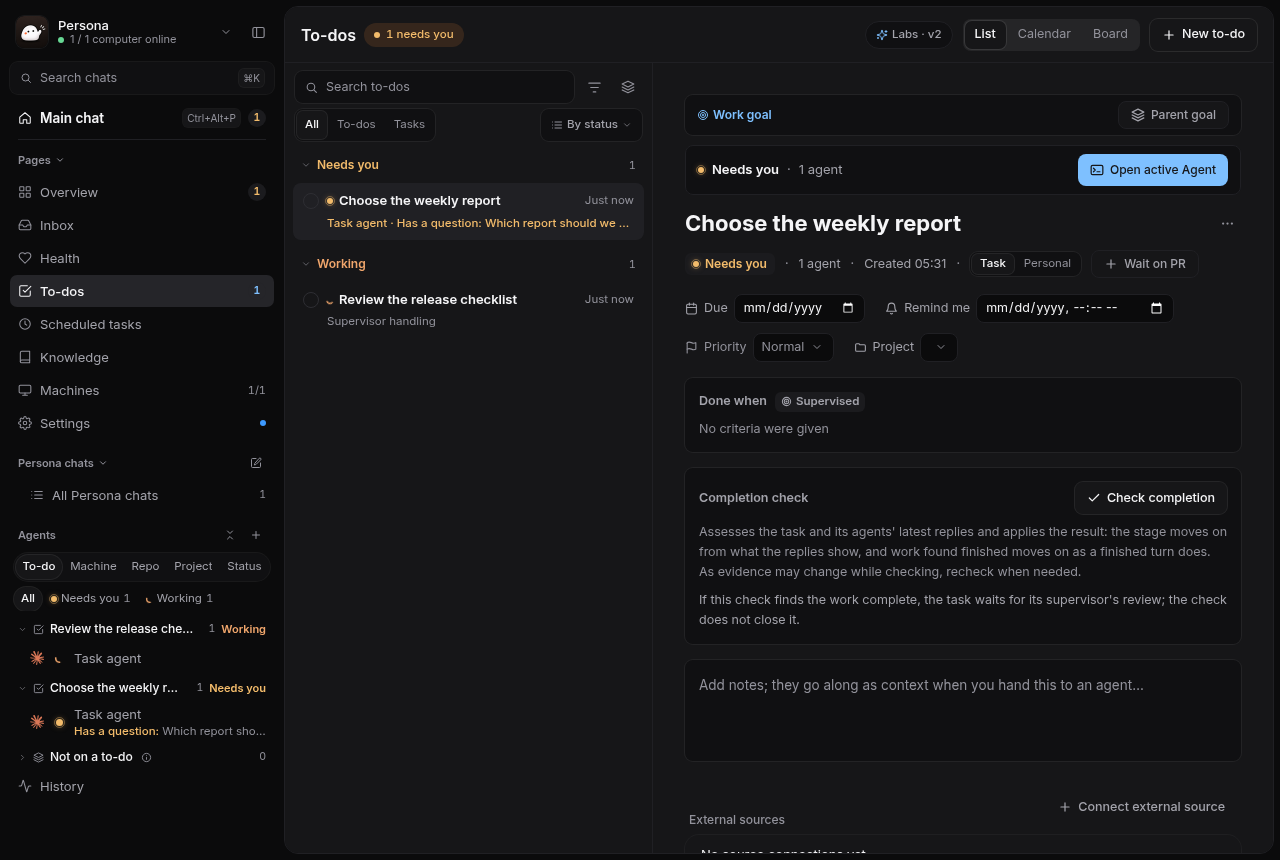 Persona
1 / 1 computer online
Search chats
⌘K
Main chat
Ctrl+Alt+P
1
Pages
Overview
1
Inbox
Health
To-dos
1
Scheduled tasks
Knowledge
Machines
1/1
Settings
Persona chats
All Persona chats
1
Agents
To-do
Machine
Repo
Project
Status
All
Needs you 1
Working 1
Review the release che...
1
Working
Task agent
Choose the weekly r...
1
Needs you
Task agent
Has a question: Which report sho...
Not on a to-do
0
History
To-dos
1 needs you
Labs · v2
List
Calendar
Board
New to-do
Search to-dos
All
To-dos
Tasks
By status
Needs you
1
Choose the weekly report
Just now
Task agent · Has a question: Which report should we ...
Working
1
Review the release checklist
Just now
Supervisor handling
Work goal
Parent goal
Needs you · 1 agent
Open active Agent
Choose the weekly report
Needs you · 1 agent · Created 05:31 ·
Task
Personal
Wait on PR
Due
mm/dd/yyyy
Remind me
mm/dd/yyyy, --:-- --
Priority
Normal
Project
Done when
Supervised
No criteria were given
Completion check
Check completion
Assesses the task and its agents' latest replies and applies the result: the stage moves on
from what the replies show, and work found finished moves on as a finished turn does.
As evidence may change while checking, recheck when needed.
If this check finds the work complete, the task waits for its supervisor's review; the check
does not close it.
Add notes; they go along as context when you hand this to an agent...
Connect external source
External sources
No source connections yet